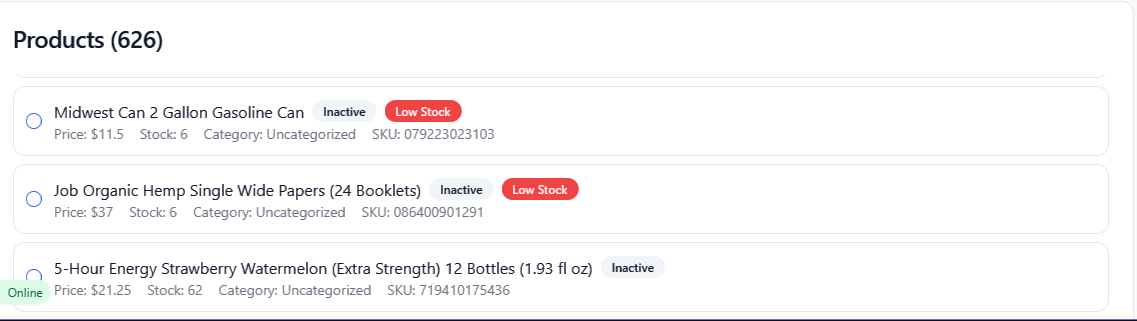 Products (626)
Midwest Can 2 Gallon Gasoline Can Inactive Low Stock
Price: $11.5 Stock: 6 Category: Uncategorized SKU: 079223023103
Job Organic Hemp Single Wide Papers (24 Booklets) Inactive Low Stock
Price: $37 Stock: 6 Category: Uncategorized SKU: 086400901291
5-Hour Energy Strawberry Watermelon (Extra Strength) 12 Bottles (1.93 fl oz) Inactive
Online Price: $21.25 Stock: 62 Category: Uncategorized SKU: 719410175436